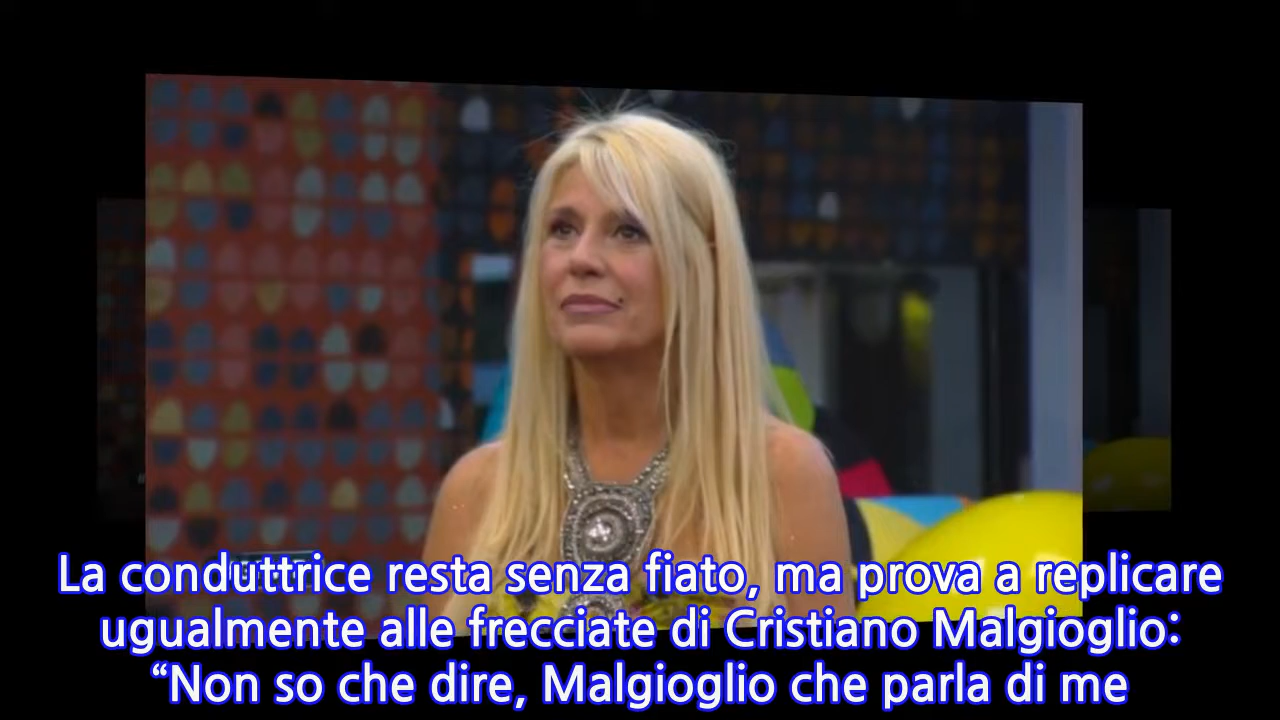 La conduttrice resta senza fiato, ma prova a replicare
ugualmente alle frecciate di Cristiano Malgioglio:
“Non so che dire, Malgioglio che parla di me